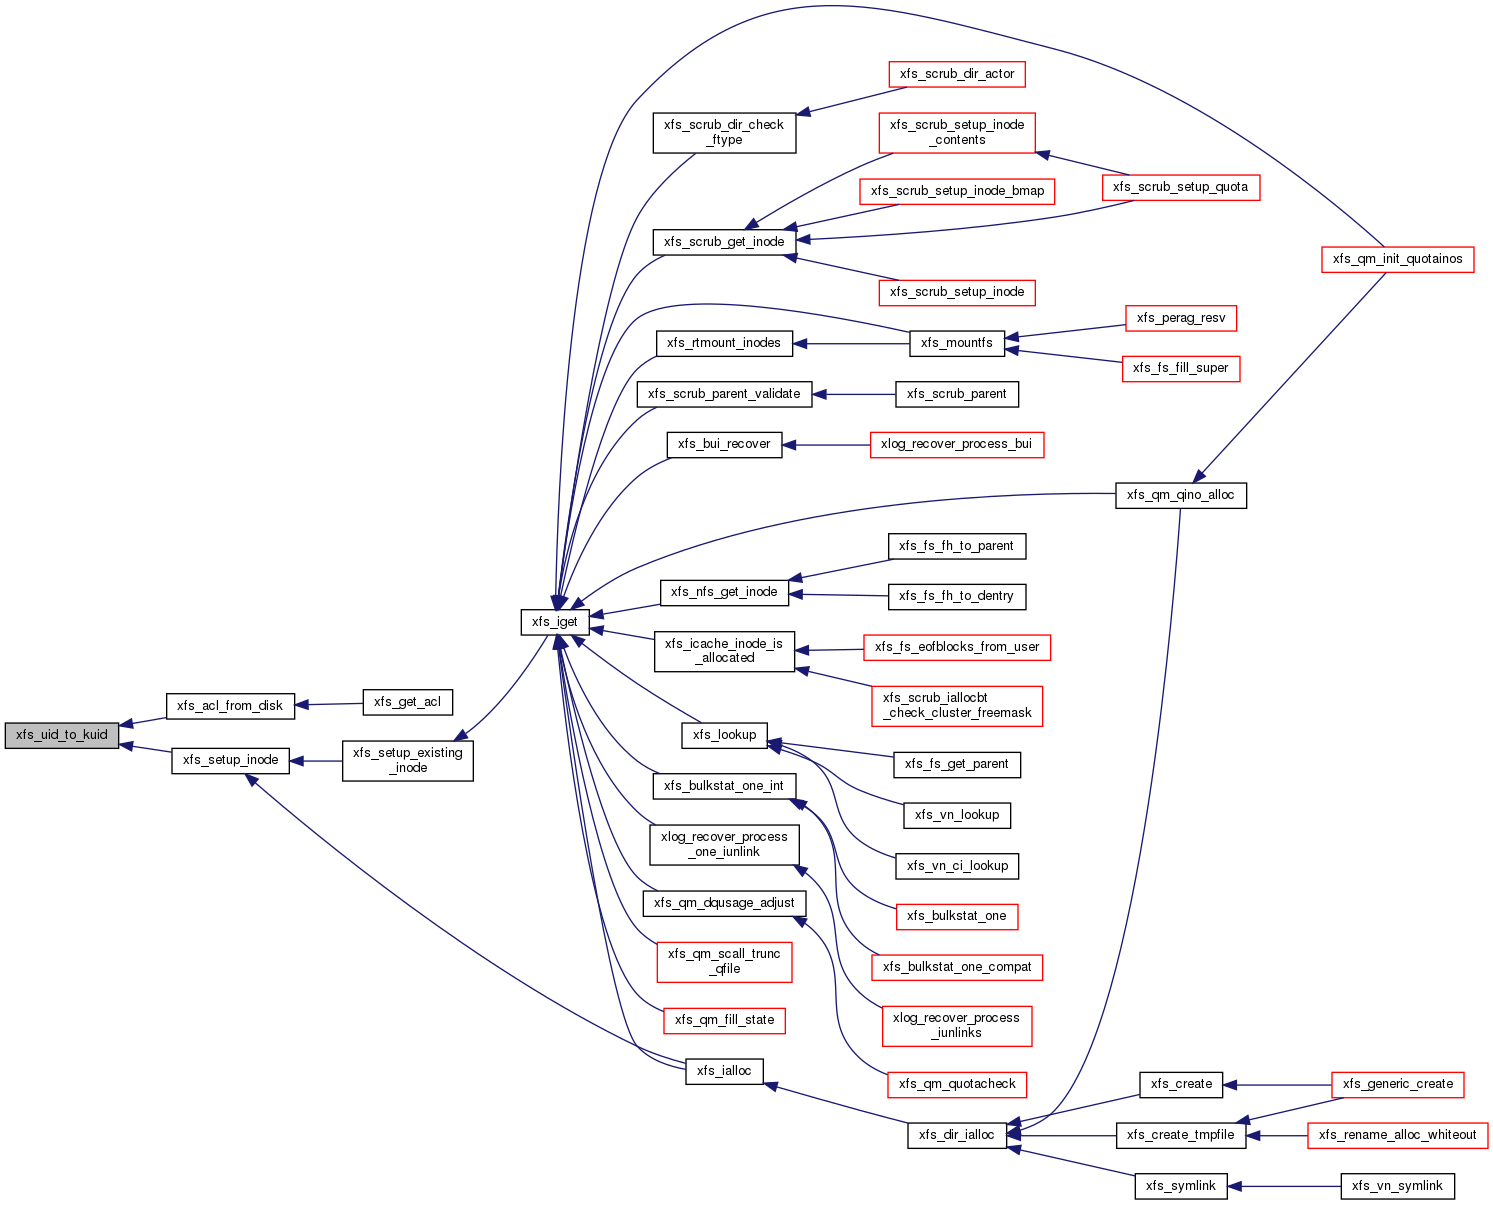 xfs_scrub_dir_actor
xfs_scrub_dir_check
_ftype
xfs_scrub_setup_inode
_contents
xfs_scrub_setup_quota
xfs_scrub_setup_inode_bmap
xfs_scrub_get_inode
xfs_qm_init_quotainos
xfs_scrub_setup_inode
xfs_perag_resv
xfs_rtmount_inodes
xfs_mountfs
xfs_fs_fill_super
xfs_scrub_parent_validate
xfs_scrub_parent
xfs_bui_recover
xlog_recover_process_bui
xfs_qm_qino_alloc
xfs_fs_fh_to_parent
xfs_nfs_get_inode
xfs_fs_fh_to_dentry
xfs_iget
xfs_icache_inode_is
_allocated
xfs_fs_eofblocks_from_user
xfs_scrub_iallocbt
_check_cluster_freemask
xfs_acl_from_disk
xfs_get_acl
xfs_uid_to_kuid
xfs_lookup
xfs_setup_inode
xfs_setup_existing
_inode
xfs_fs_get_parent
xfs_bulkstat_one_int
xfs_vn_lookup
xlog_recover_process
_one_iunlink
xfs_vn_ci_lookup
xfs_qm_dqusage_adjust
xfs_bulkstat_one
xfs_qm_scall_trunc
_qfile
xfs_bulkstat_one_compat
xfs_qm_fill_state
xlog_recover_process
_iunlinks
xfs_ialloc
xfs_qm_quotacheck
xfs_create
xfs_generic_create
xfs_dir_ialloc
xfs_create_tmpfile
xfs_rename_alloc_whiteout
xfs_symlink
xfs_vn_symlink